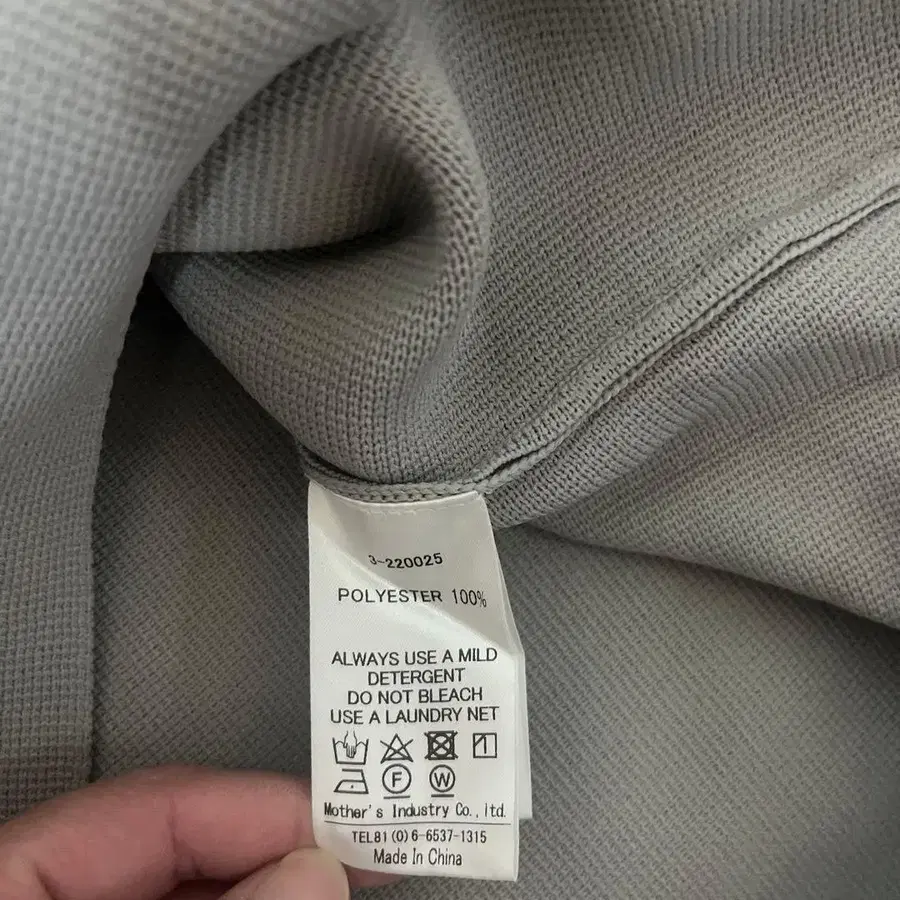 3-220025
POLYESTER 100%
ALWAYS USE A MILD
DETERGENT
DO NOT BLEACH
USE A LAUNDRY NET
F W
Mother's Industry Co., ltd.
TEL81(0)6-6537-1315
Made In China